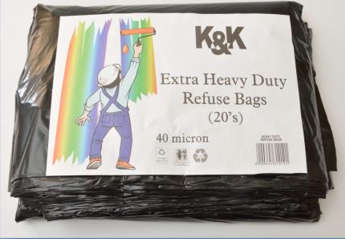 K&K
Extra Heavy Duty
Refuse Bags
(20's)
40 micron